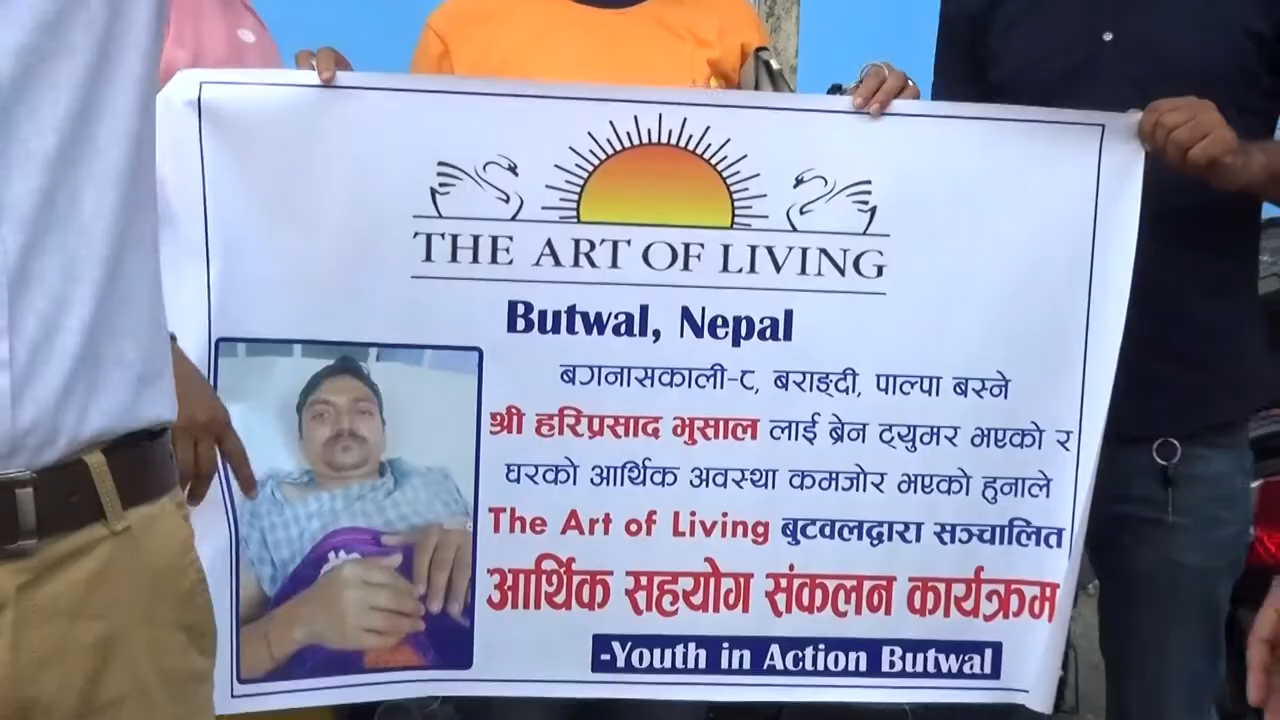 THE ART OF LIVING
Butwal, Nepal
बगनासकाली-८, बराङ्दी, पाल्पा बस्ने
श्री हरिप्रसाद भुसाल लाई ब्रेन ट्युमर भएको र
घरको आर्थिक अवस्था कमजोर भएको हुनाले
The Art of Living बुटवलद्वारा सञ्चालित
आर्थिक सहयोग संकलन कार्यक्रम
-Youth in Action Butwal